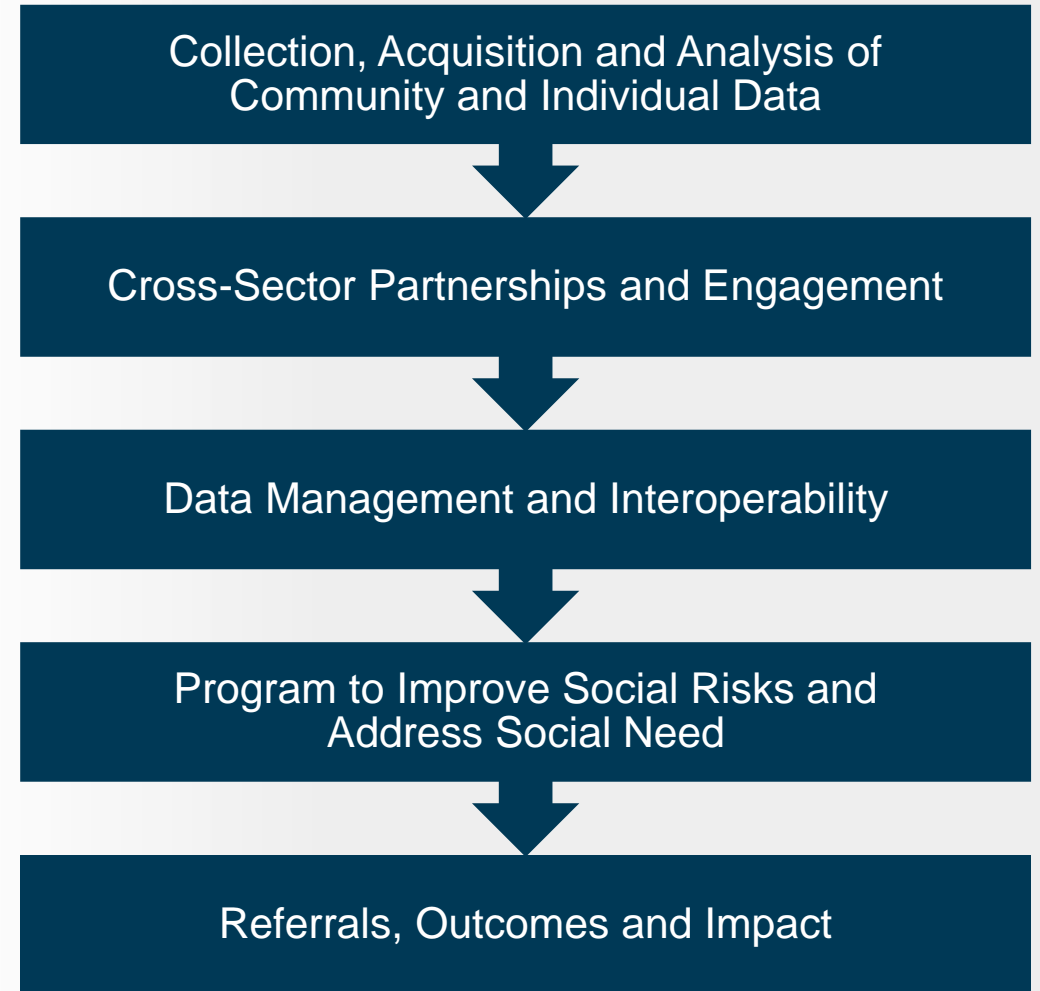 Collection, Acquisition and Analysis of
Community and Individual Data
Cross-Sector Partnerships and Engagement
Data Management and Interoperability
Program to Improve Social Risks and
Address Social Need
Referrals, Outcomes and Impact